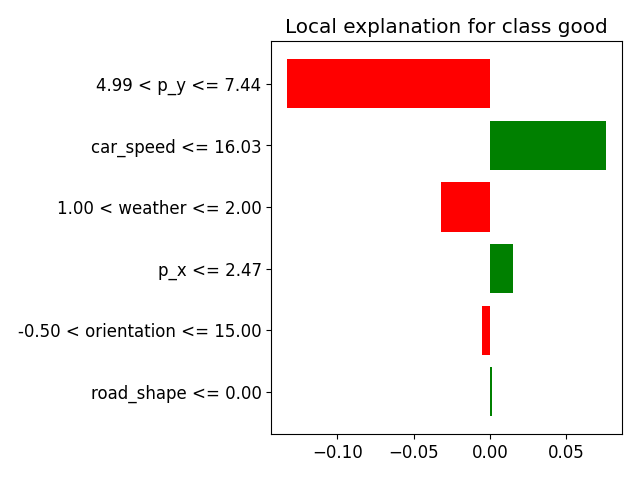 Local explanation for class good
4.99 < p_y <= 7.44
car_speed <= 16.03
1.00 < weather <= 2.00
p_x <= 2.47
-0.50 < orientation <= 15.00
road_shape <= 0.00
−0.10 −0.05 0.00 0.05